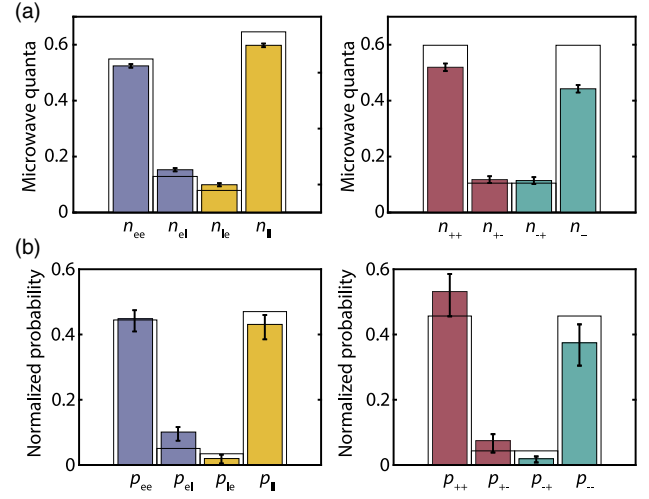 (a)
Microwave quanta
0.6
0.4
0.2
0
n_ee n_el n_le n_ll
Microwave quanta
0.6
0.4
0.2
0
n_++ n_+- n_-+ n_--
(b)
Normalized probability
0.6
0.4
0.2
0
p_ee p_el p_le p_ll
Normalized probability
0.6
0.4
0.2
0
p_++ p_+- p_-+ p_--